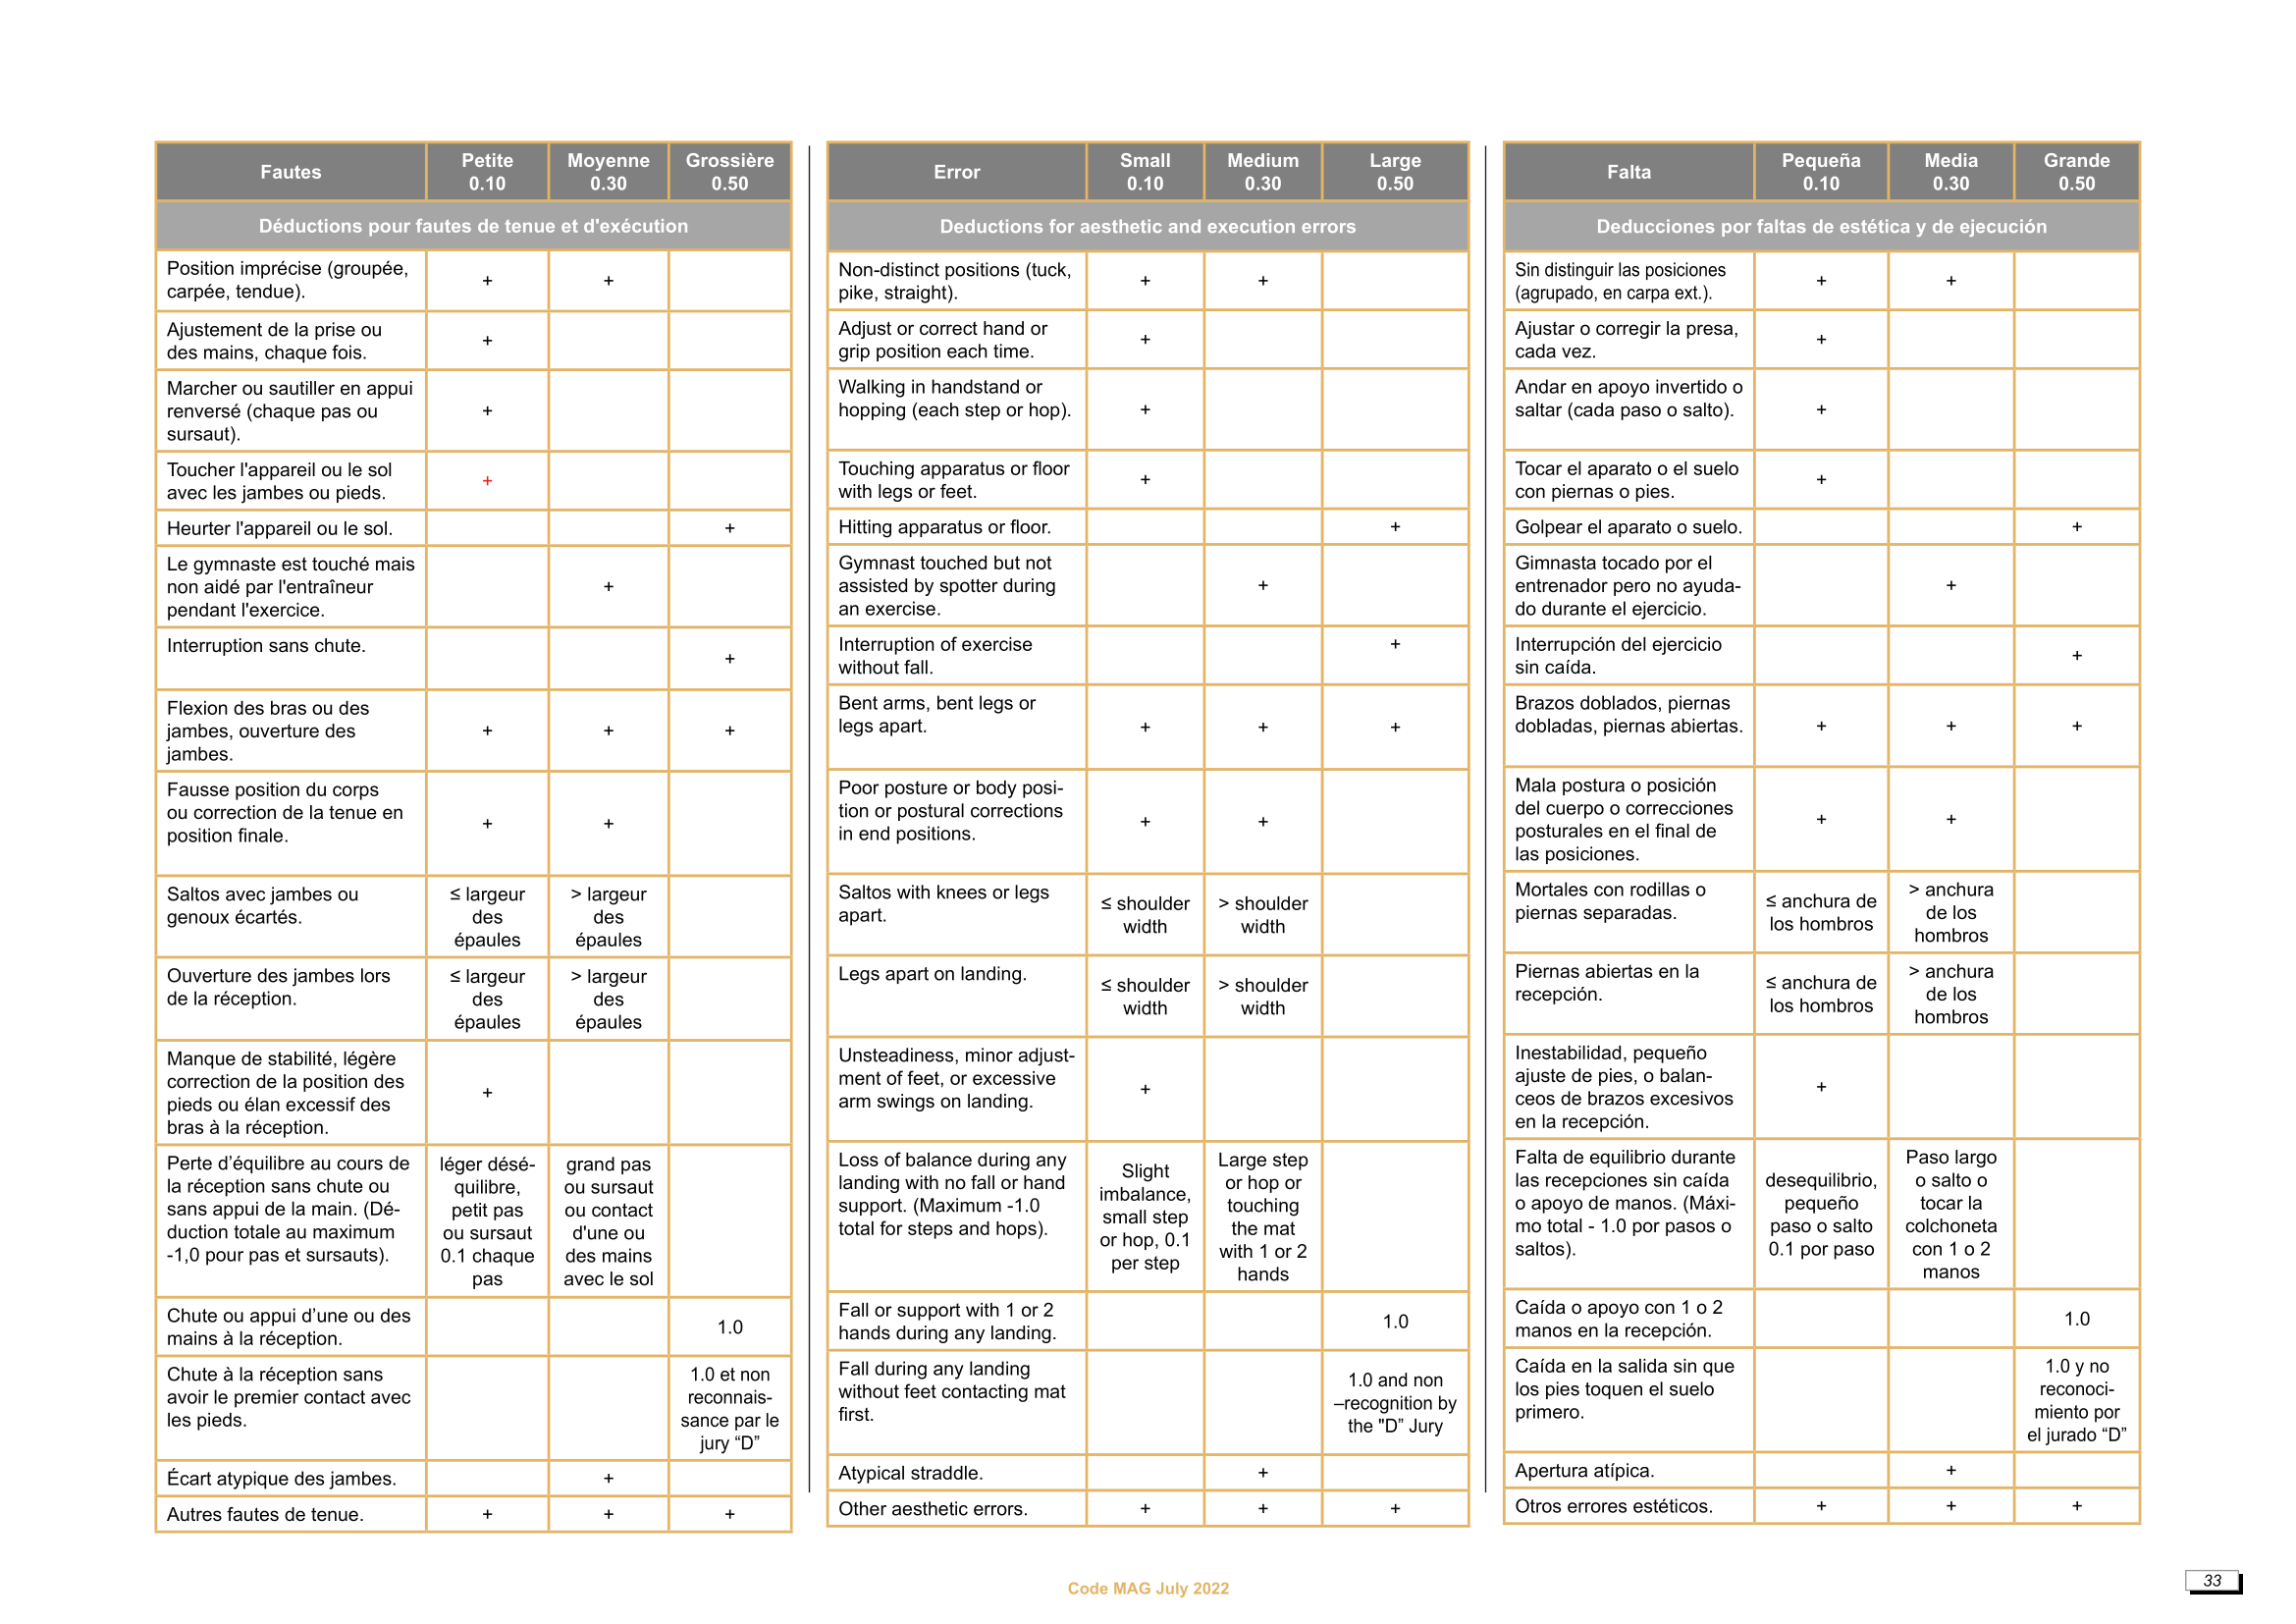 Fautes
Petite
0.10
Moyenne
0.30
Grossière
0.50
Déductions pour fautes de tenue et d'exécution
Position imprécise (groupée,
carpée, tendue).
+
+
Ajustement de la prise ou
des mains, chaque fois.
+
Marcher ou sautiller en appui
renversé (chaque pas ou
sursaut).
+
Toucher l'appareil ou le sol
avec les jambes ou pieds.
+
Heurter l'appareil ou le sol.
+
Le gymnaste est touché mais
non aidé par l'entraîneur
pendant l'exercice.
+
Interruption sans chute.
+
Flexion des bras ou des
jambes, ouverture des
jambes.
+
+
+
Fausse position du corps
ou correction de la tenue en
position finale.
+
+
Saltos avec jambes ou
genoux écartés.
≤ largeur
des
épaules
> largeur
des
épaules
Ouverture des jambes lors
de la réception.
≤ largeur
des
épaules
> largeur
des
épaules
Manque de stabilité, légère
correction de la position des
pieds ou élan excessif des
bras à la réception.
+
Perte d’équilibre au cours de
la réception sans chute ou
sans appui de la main. (Dé-
duction totale au maximum
-1,0 pour pas et sursauts).
léger désé-
quilibre,
petit pas
ou sursaut
0.1 chaque
pas
grand pas
ou sursaut
ou contact
d'une ou
des mains
avec le sol
Chute ou appui d’une ou des
mains à la réception.
1.0
Chute à la réception sans
avoir le premier contact avec
les pieds.
1.0 et non
reconnais-
sance par le
jury “D”
Écart atypique des jambes.
+
Autres fautes de tenue.
+
+
+
Error
Small
0.10
Medium
0.30
Large
0.50
Deductions for aesthetic and execution errors
Non-distinct positions (tuck,
pike, straight).
+
+
Adjust or correct hand or
grip position each time.
+
Walking in handstand or
hopping (each step or hop).
+
Touching apparatus or floor
with legs or feet.
+
Hitting apparatus or floor.
+
Gymnast touched but not
assisted by spotter during
an exercise.
+
Interruption of exercise
without fall.
+
Bent arms, bent legs or
legs apart.
+
+
+
Poor posture or body posi-
tion or postural corrections
in end positions.
+
+
Saltos with knees or legs
apart.
≤ shoulder
width
> shoulder
width
Legs apart on landing.
≤ shoulder
width
> shoulder
width
Unsteadiness, minor adjust-
ment of feet, or excessive
arm swings on landing.
+
Loss of balance during any
landing with no fall or hand
support. (Maximum -1.0
total for steps and hops).
Slight
imbalance,
small step
or hop, 0.1
per step
Large step
or hop or
touching
the mat
with 1 or 2
hands
Fall or support with 1 or 2
hands during any landing.
1.0
Fall during any landing
without feet contacting mat
first.
1.0 and non
–recognition by
the "D” Jury
Atypical straddle.
+
Other aesthetic errors.
+
+
+
Falta
Pequeña
0.10
Media
0.30
Grande
0.50
Deducciones por faltas de estética y de ejecución
Sin distinguir las posiciones
(agrupado, en carpa ext.).
+
+
Ajustar o corregir la presa,
cada vez.
+
Andar en apoyo invertido o
saltar (cada paso o salto).
+
Tocar el aparato o el suelo
con piernas o pies.
+
Golpear el aparato o suelo.
+
Gimnasta tocado por el
entrenador pero no ayuda-
do durante el ejercicio.
+
Interrupción del ejercicio
sin caída.
+
Brazos doblados, piernas
dobladas, piernas abiertas.
+
+
+
Mala postura o posición
del cuerpo o correcciones
posturales en el final de
las posiciones.
+
+
Mortales con rodillas o
piernas separadas.
≤ anchura de
los hombros
> anchura
de los
hombros
Piernas abiertas en la
recepción.
≤ anchura de
los hombros
> anchura
de los
hombros
Inestabilidad, pequeño
ajuste de pies, o balan-
ceos de brazos excesivos
en la recepción.
+
Falta de equilibrio durante
las recepciones sin caída
o apoyo de manos. (Máxi-
mo total - 1.0 por pasos o
saltos).
desequilibrio,
pequeño
paso o salto
0.1 por paso
Paso largo
o salto o
tocar la
colchoneta
con 1 o 2
manos
Caída o apoyo con 1 o 2
manos en la recepción.
1.0
Caída en la salida sin que
los pies toquen el suelo
primero.
1.0 y no
reconoci-
miento por
el jurado “D”
Apertura atípica.
+
Otros errores estéticos.
+
+
+
Code MAG July 2022
33